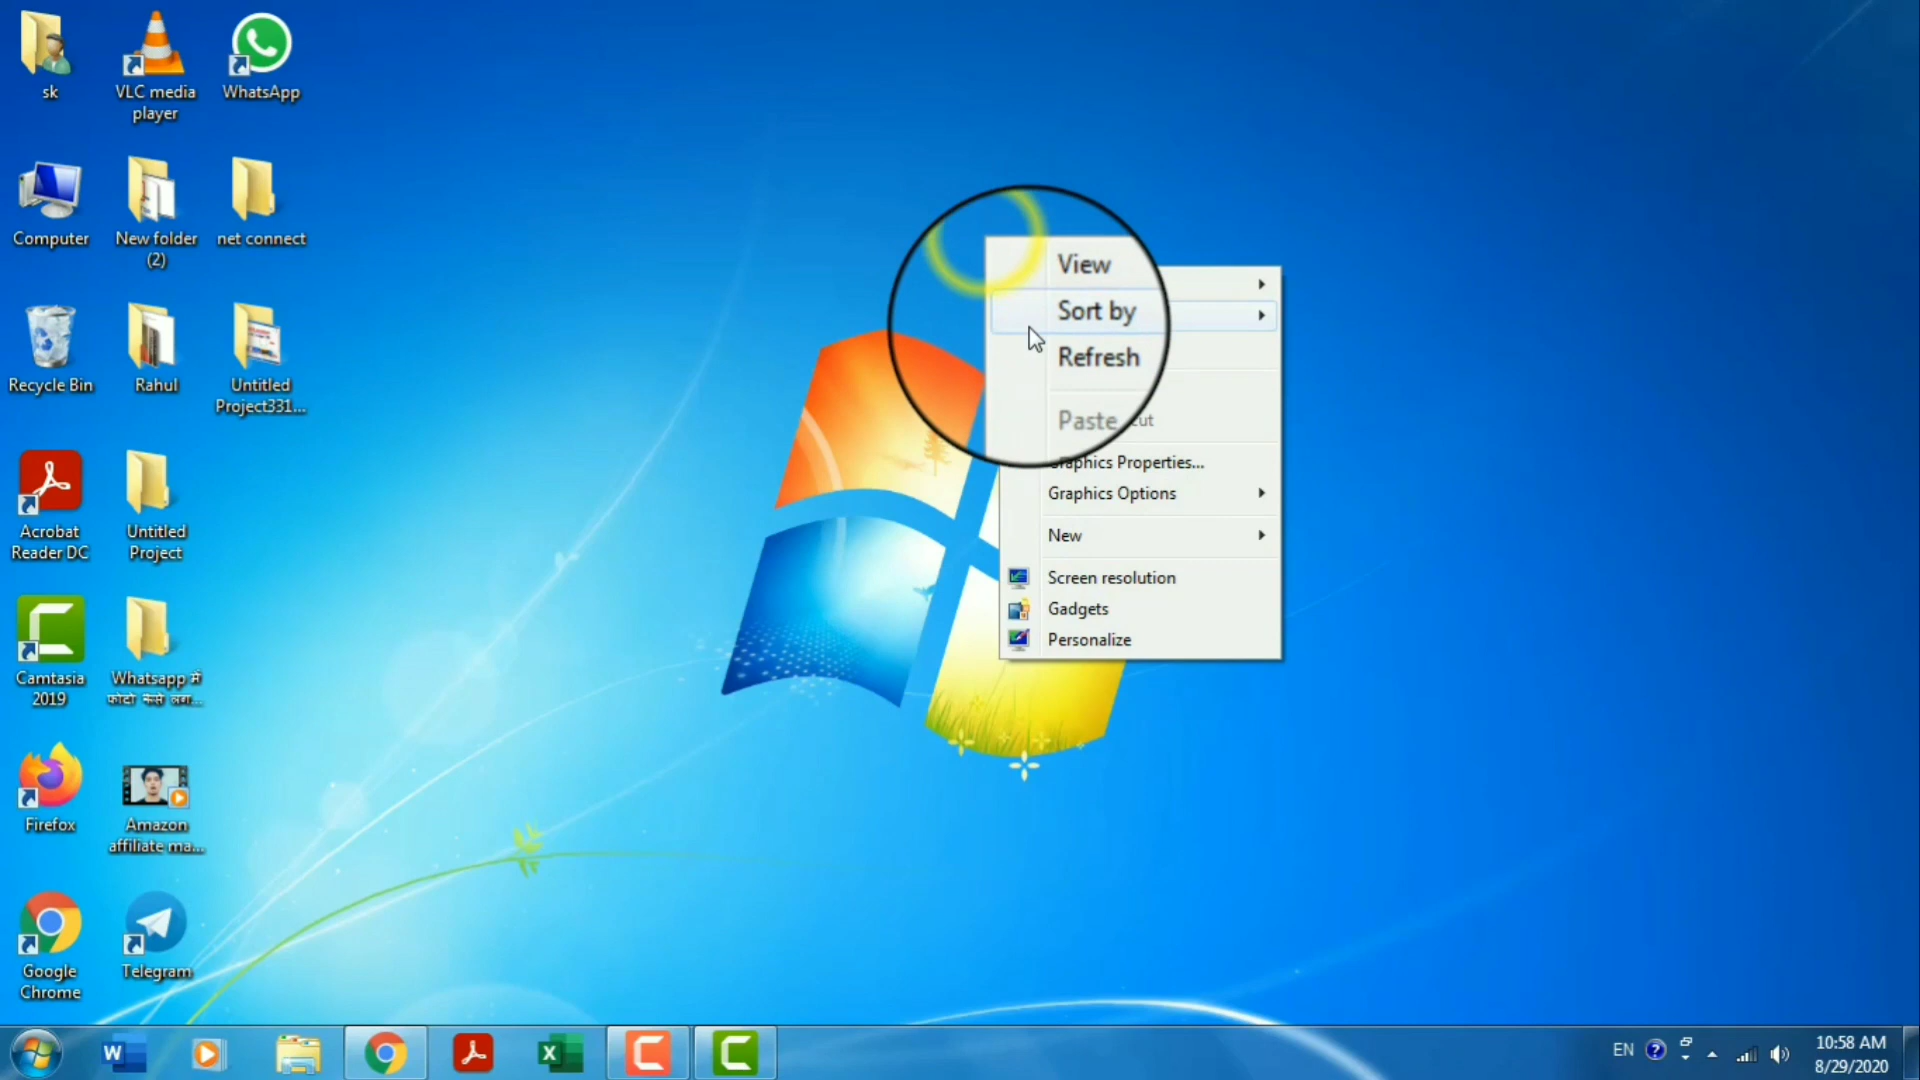 sk
VLC media
player
WhatsApp
Computer
New folder
(2)
net connect
Recycle Bin
Rahul
Untitled
Project331...
Acrobat
Reader DC
Untitled
Project
Camtasia
2019
Whatsapp में
फोटो कैसे लगा...
Firefox
Amazon
affiliate ma...
Google
Chrome
Telegram
View
Sort by
Refresh
Paste
Graphics Properties...
Graphics Options
New
Screen resolution
Gadgets
Personalize
EN
10:58 AM
8/29/2020